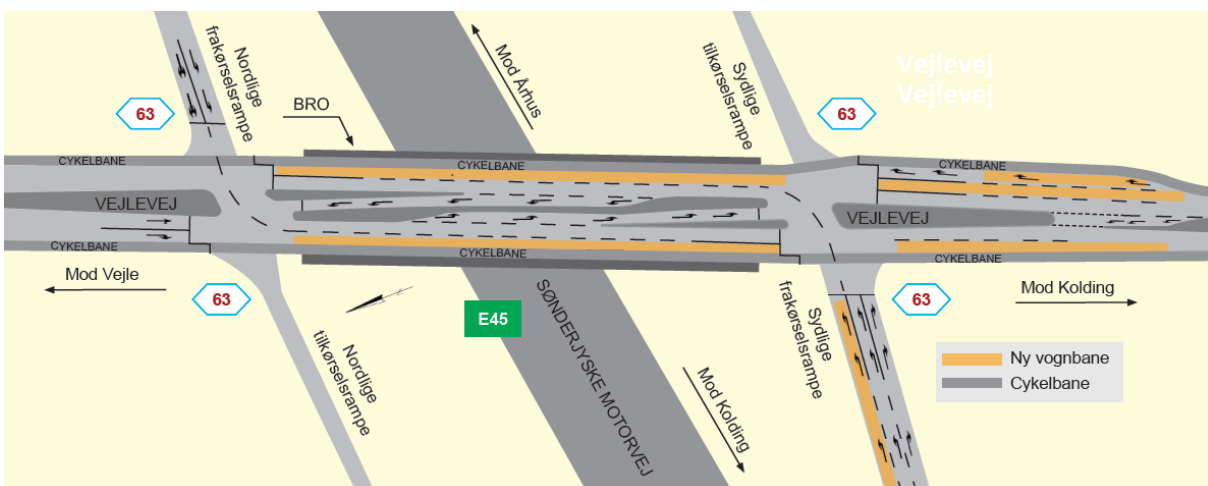 Nordlige
frakørselsrampe
Mod Århus
Sydlige
tilkørselsrampe
Vejlevej
Vejlevej
63
BRO
63
CYKELBANE
CYKELBANE
CYKELBANE
VEJLEVEJ
VEJLEVEJ
CYKELBANE
CYKELBANE
CYKELBANE
Mod Vejle
63
E45
SØNDERJYSKE MOTORVEJ
63
Mod Kolding
Nordlige
tilkørselsrampe
Mod Kolding
Sydlige
frakørselsrampe
Ny vognbane
Cykelbane